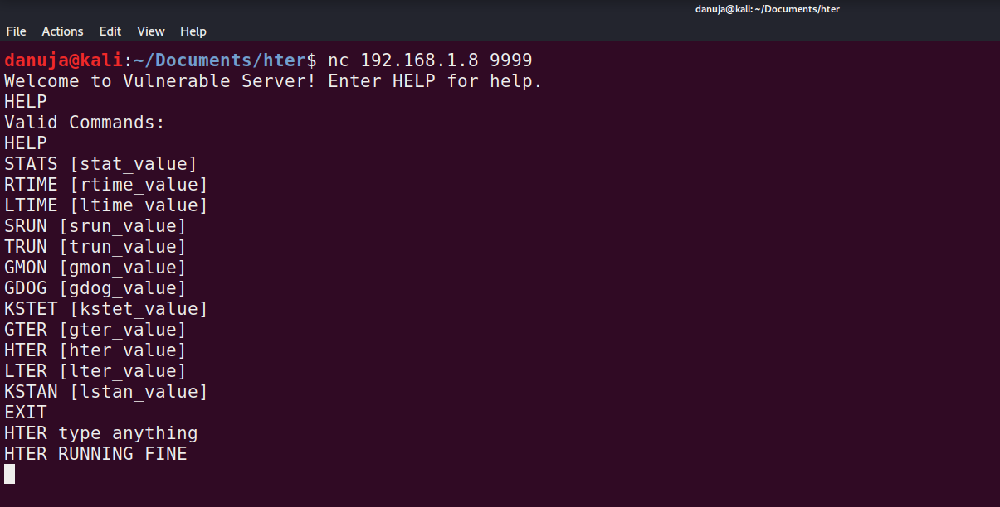 danuja@kali: ~/Documents/hter
File Actions Edit View Help
danuja@kali:~/Documents/hter$ nc 192.168.1.8 9999
Welcome to Vulnerable Server! Enter HELP for help.
HELP
Valid Commands:
HELP
STATS [stat_value]
RTIME [rtime_value]
LTIME [ltime_value]
SRUN [srun_value]
TRUN [trun_value]
GMON [gmon_value]
GDOG [gdog_value]
KSTET [kstet_value]
GTER [gter_value]
HTER [hter_value]
LTER [lter_value]
KSTAN [lstan_value]
EXIT
HTER type anything
HTER RUNNING FINE